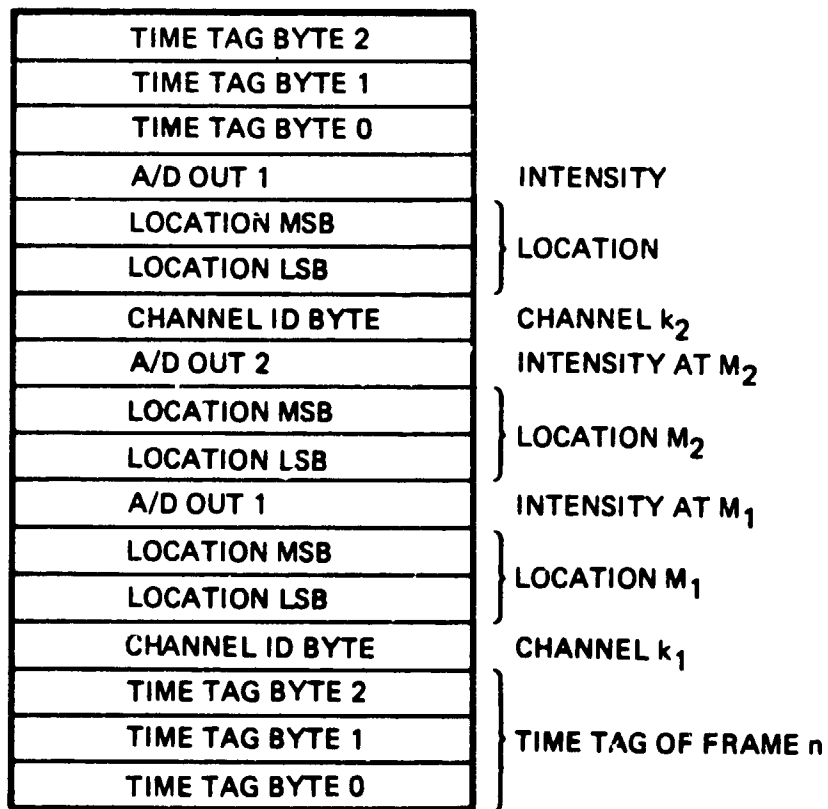 TIME TAG BYTE 2
TIME TAG BYTE 1
TIME TAG BYTE 0
A/D OUT 1 INTENSITY
LOCATION MSB
LOCATION
LOCATION LSB
CHANNEL ID BYTE CHANNEL k2
A/D OUT 2 INTENSITY AT M2
LOCATION MSB
LOCATION M2
LOCATION LSB
A/D OUT 1 INTENSITY AT M1
LOCATION MSB
LOCATION M1
LOCATION LSB
CHANNEL ID BYTE CHANNEL k1
TIME TAG BYTE 2
TIME TAG BYTE 1 TIME TAG OF FRAME n
TIME TAG BYTE 0